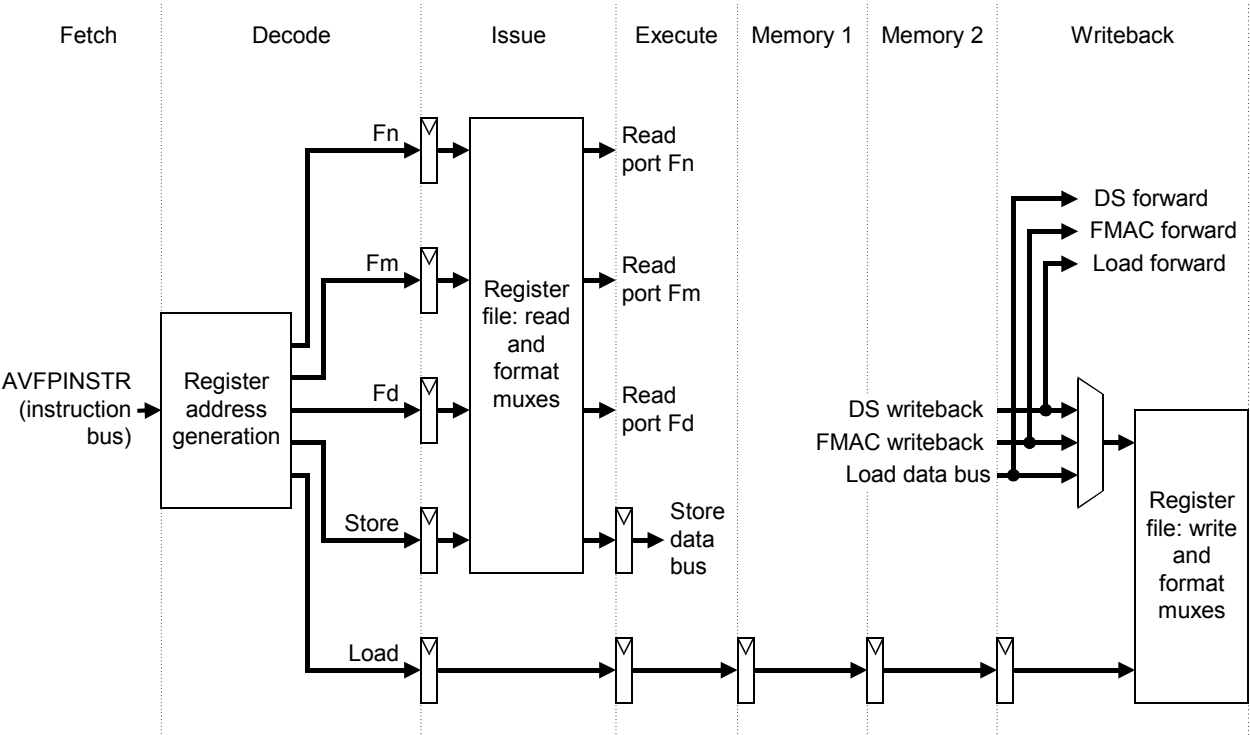 Fetch
Decode
Issue
Execute
Memory 1
Memory 2
Writeback
Fn
Read
port Fn
DS forward
FMAC forward
Load forward
Fm
Read
port Fm
Register
file: read
and
format
muxes
AVFPINSTR
(instruction
bus)
Register
address
generation
Fd
Read
port Fd
DS writeback
FMAC writeback
Load data bus
Store
Store
data
bus
Register
file: write
and
format
muxes
Load